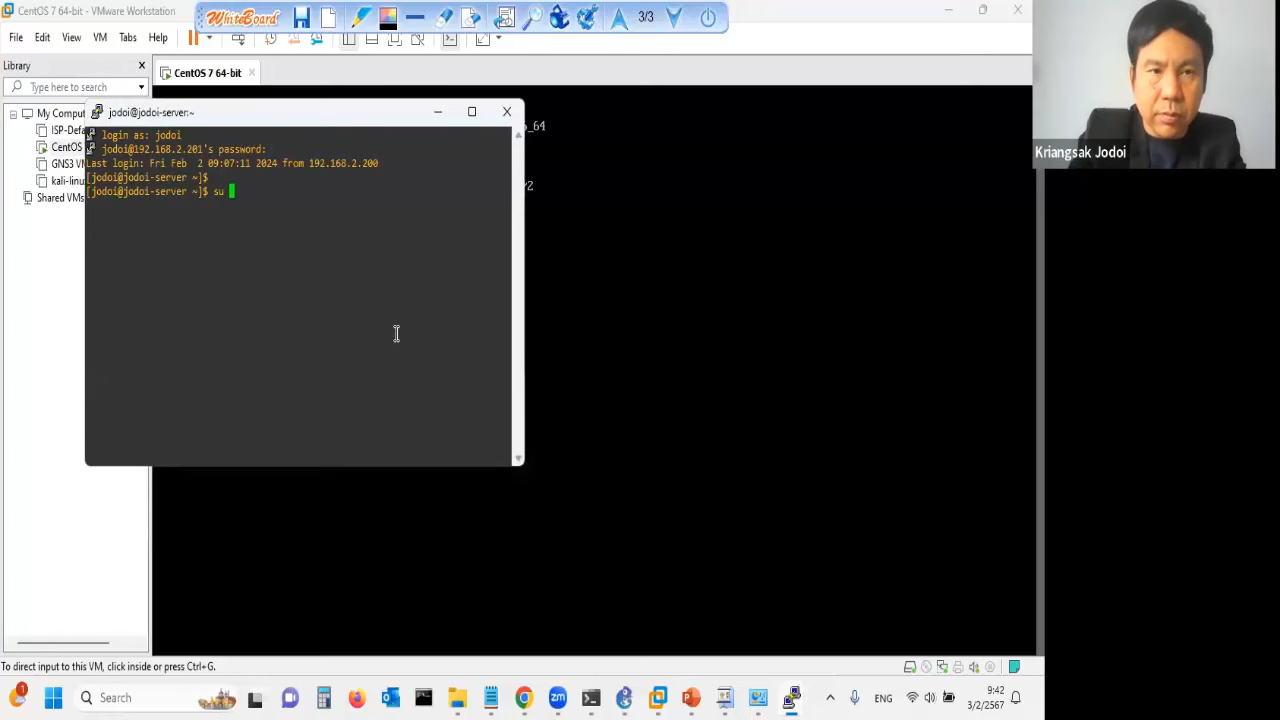 CentOS 7 64-bit - VMware Workstation
WhiteBoard
3/3
File Edit View VM Tabs Help
Library
Type here to search
CentOS 7 64-bit
My Comput
ISP-Defa
CentOS
GNS3 VM
kali-linux
Shared VMs
jodoi@jodoi-server:~
login as: jodoi
jodoi@192.168.2.201's password:
Last login: Fri Feb  2 09:07:11 2024 from 192.168.2.200
[jodoi@jodoi-server ~]$
[jodoi@jodoi-server ~]$ su
_64
Kriangsak Jodoi
To direct input to this VM, click inside or press Ctrl+G.
1
Search
ENG
9:42
3/2/2567